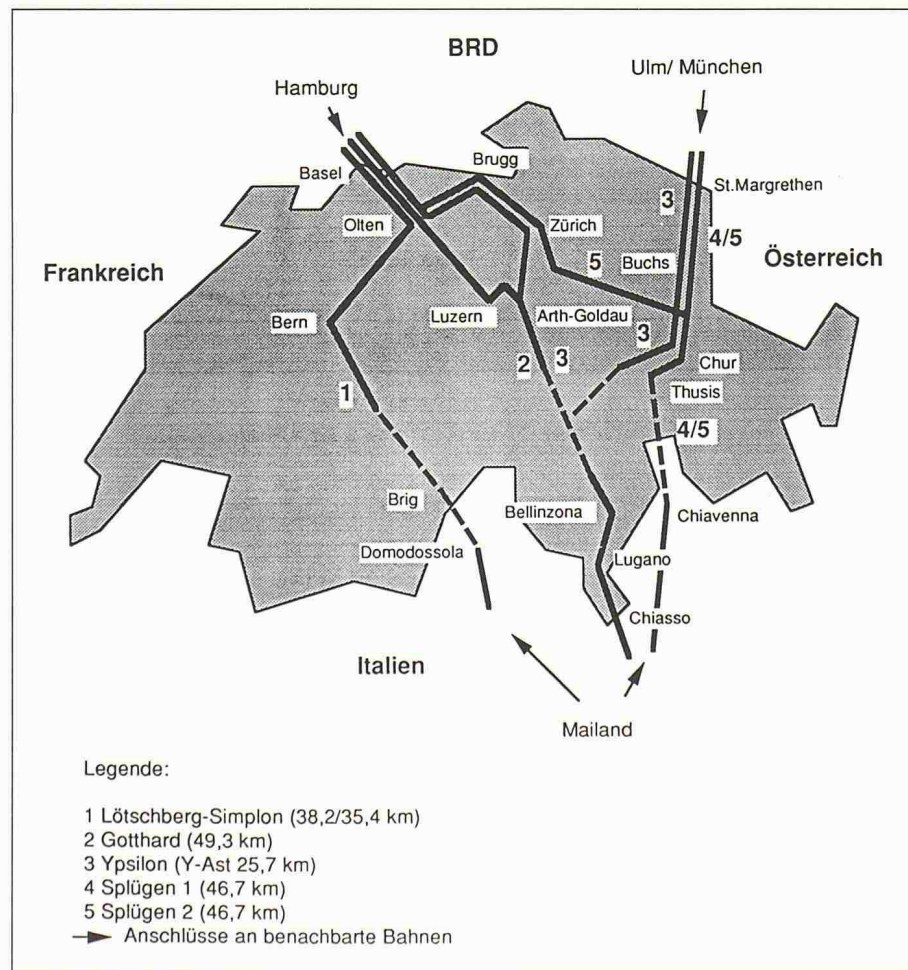 BRD
Ulm/ München
Hamburg
Brugg
Basel
St.Margrethen
3
Olten
Zürich
4/5
5
Buchs
Frankreich
Österreich
Bern
Luzern
Arth-Goldau
3
2
3
Chur
1
Thusis
4/5
Brig
Bellinzona
Chiavenna
Domodossola
Lugano
Chiasso
Italien
Mailand
Legende:
1 Lötschberg-Simplon (38,2/35,4 km)
2 Gotthard (49,3 km)
3 Ypsilon (Y-Ast 25,7 km)
4 Splügen 1 (46,7 km)
5 Splügen 2 (46,7 km)
Anschlüsse an benachbarte Bahnen